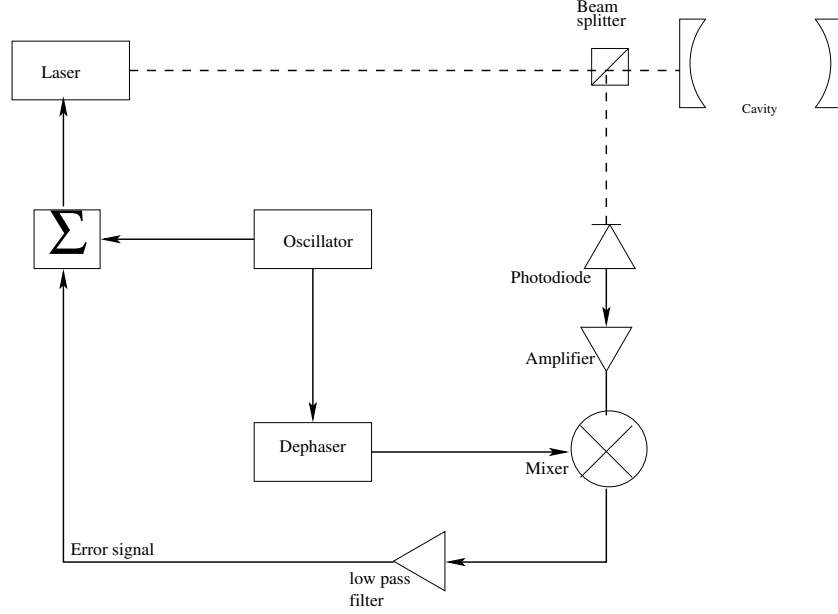 Beam
splitter
Laser
Cavity
Σ
Oscillator
Photodiode
Amplifier
Dephaser
Mixer
Error signal
low pass
filter